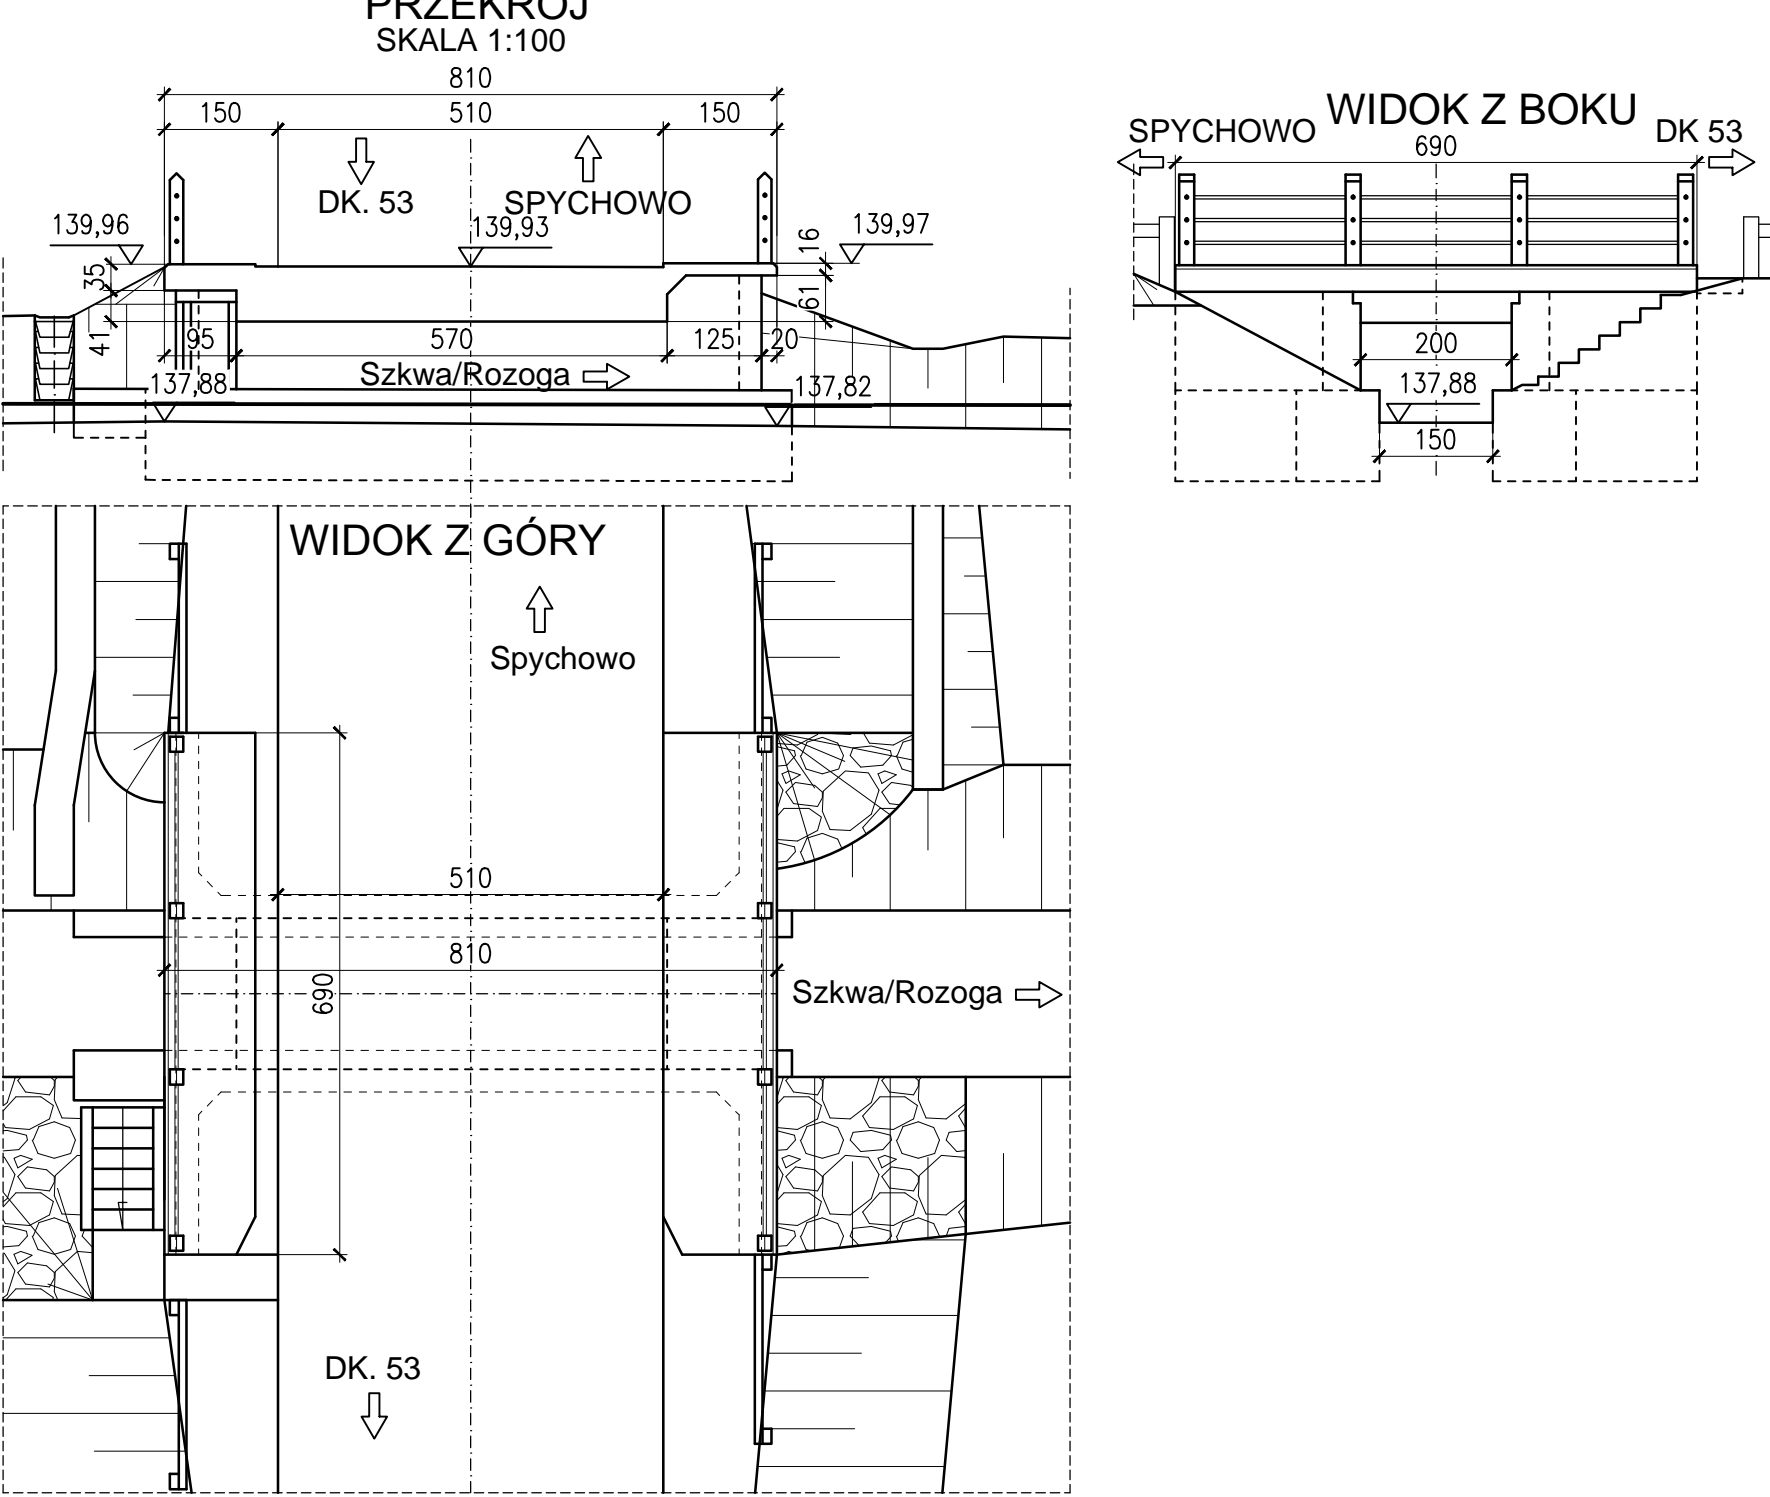 PRZEKRÓJ
SKALA 1:100
810
150 510 150
DK. 53 SPYCHOWO
139,96 139,93 139,97
35 16
41 61
95 570 125 20
Szkwa/Rozoga
137,88 137,82
WIDOK Z BOKU
SPYCHOWO DK 53
690
200
137,88
150
WIDOK Z GÓRY
Spychowo
510
810
690
Szkwa/Rozoga
DK. 53